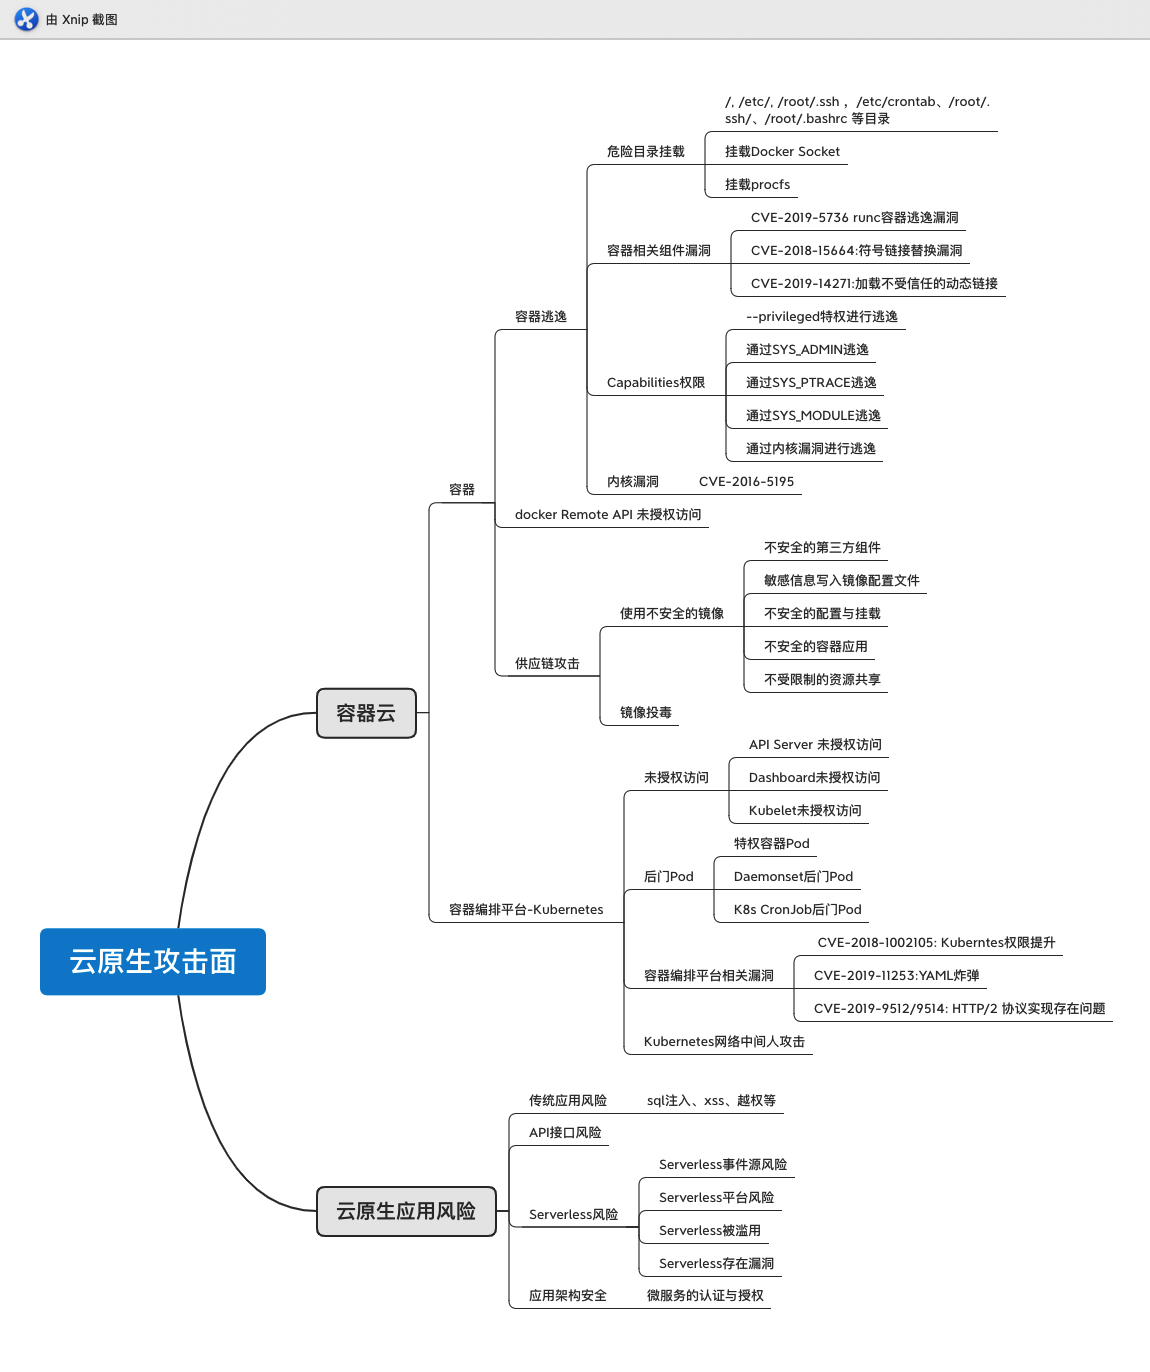 由 Xnip 截图
/, /etc/, /root/.ssh ，/etc/crontab、/root/.
ssh/、/root/.bashrc 等目录
危险目录挂载
挂载Docker Socket
挂载procfs
CVE-2019-5736 runc容器逃逸漏洞
容器相关组件漏洞
CVE-2018-15664:符号链接替换漏洞
CVE-2019-14271:加载不受信任的动态链接
容器逃逸
--privileged特权进行逃逸
通过SYS_ADMIN逃逸
Capabilities权限
通过SYS_PTRACE逃逸
通过SYS_MODULE逃逸
通过内核漏洞进行逃逸
内核漏洞
CVE-2016-5195
容器
docker Remote API 未授权访问
不安全的第三方组件
敏感信息写入镜像配置文件
使用不安全的镜像
不安全的配置与挂载
不安全的容器应用
供应链攻击
不受限制的资源共享
镜像投毒
容器云
API Server 未授权访问
未授权访问
Dashboard未授权访问
Kubelet未授权访问
特权容器Pod
后门Pod
Daemonset后门Pod
容器编排平台-Kubernetes
K8s CronJob后门Pod
CVE-2018-1002105: Kuberntes权限提升
容器编排平台相关漏洞
CVE-2019-11253:YAML炸弹
CVE-2019-9512/9514: HTTP/2 协议实现存在问题
Kubernetes网络中间人攻击
云原生攻击面
传统应用风险
sql注入、xss、越权等
API接口风险
Serverless事件源风险
Serverless平台风险
云原生应用风险
Serverless风险
Serverless被滥用
Serverless存在漏洞
应用架构安全
微服务的认证与授权